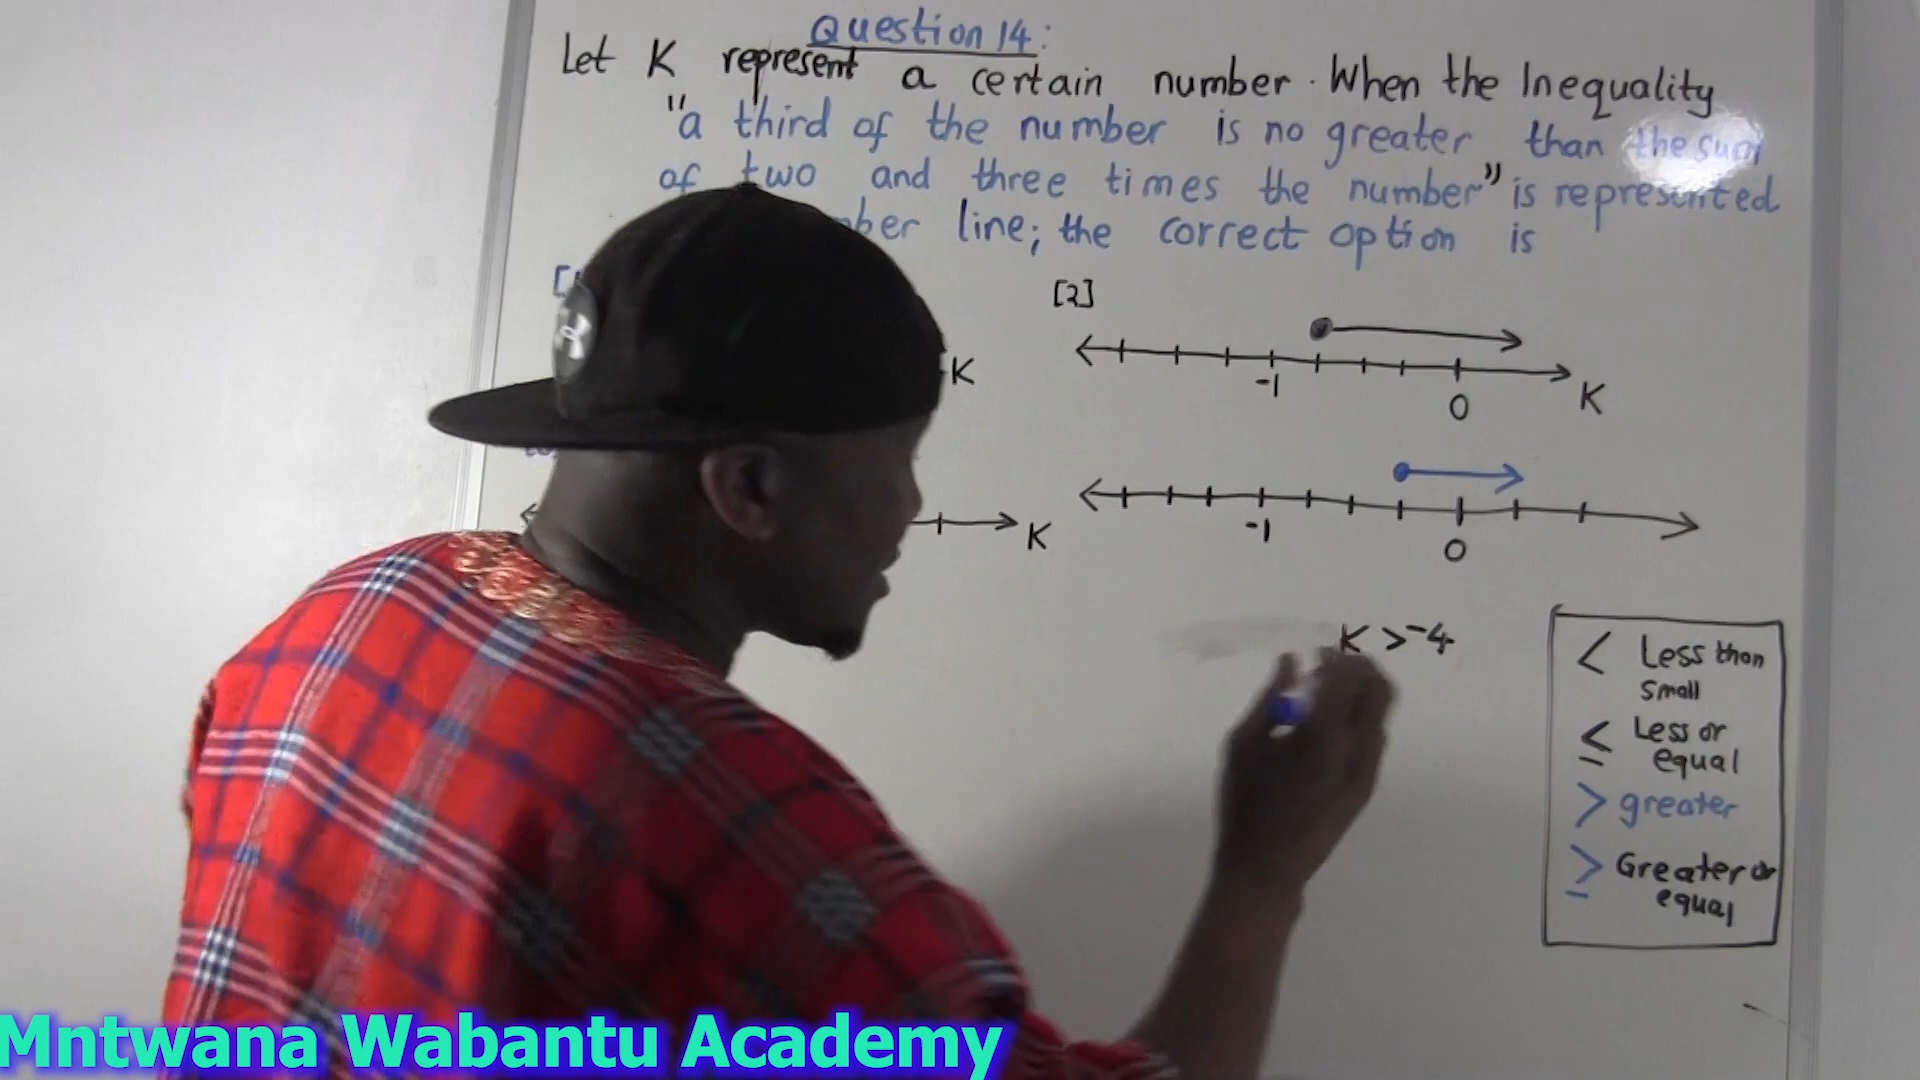 Question 14:
Let K represent a certain number. When the Inequality
"a third of the number is no greater than the sum
of two and three times the number" is represented
line; the correct option is
[2]
K
-1
0
K
K
-1
0
K > -4
< Less than
small
≤ Less or
equal
> greater
≥ Greater or
equal
Mntwana Wabantu Academy